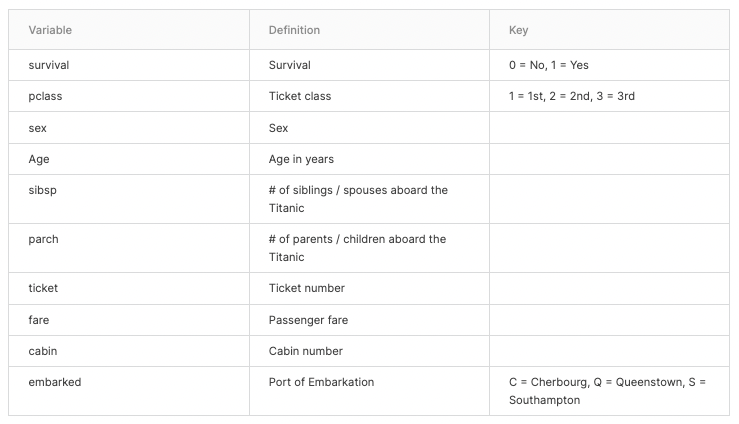 Variable Definition Key
survival Survival 0 = No, 1 = Yes
pclass Ticket class 1 = 1st, 2 = 2nd, 3 = 3rd
sex Sex
Age Age in years
sibsp # of siblings / spouses aboard the
Titanic
parch # of parents / children aboard the
Titanic
ticket Ticket number
fare Passenger fare
cabin Cabin number
embarked Port of Embarkation C = Cherbourg, Q = Queenstown, S =
Southampton